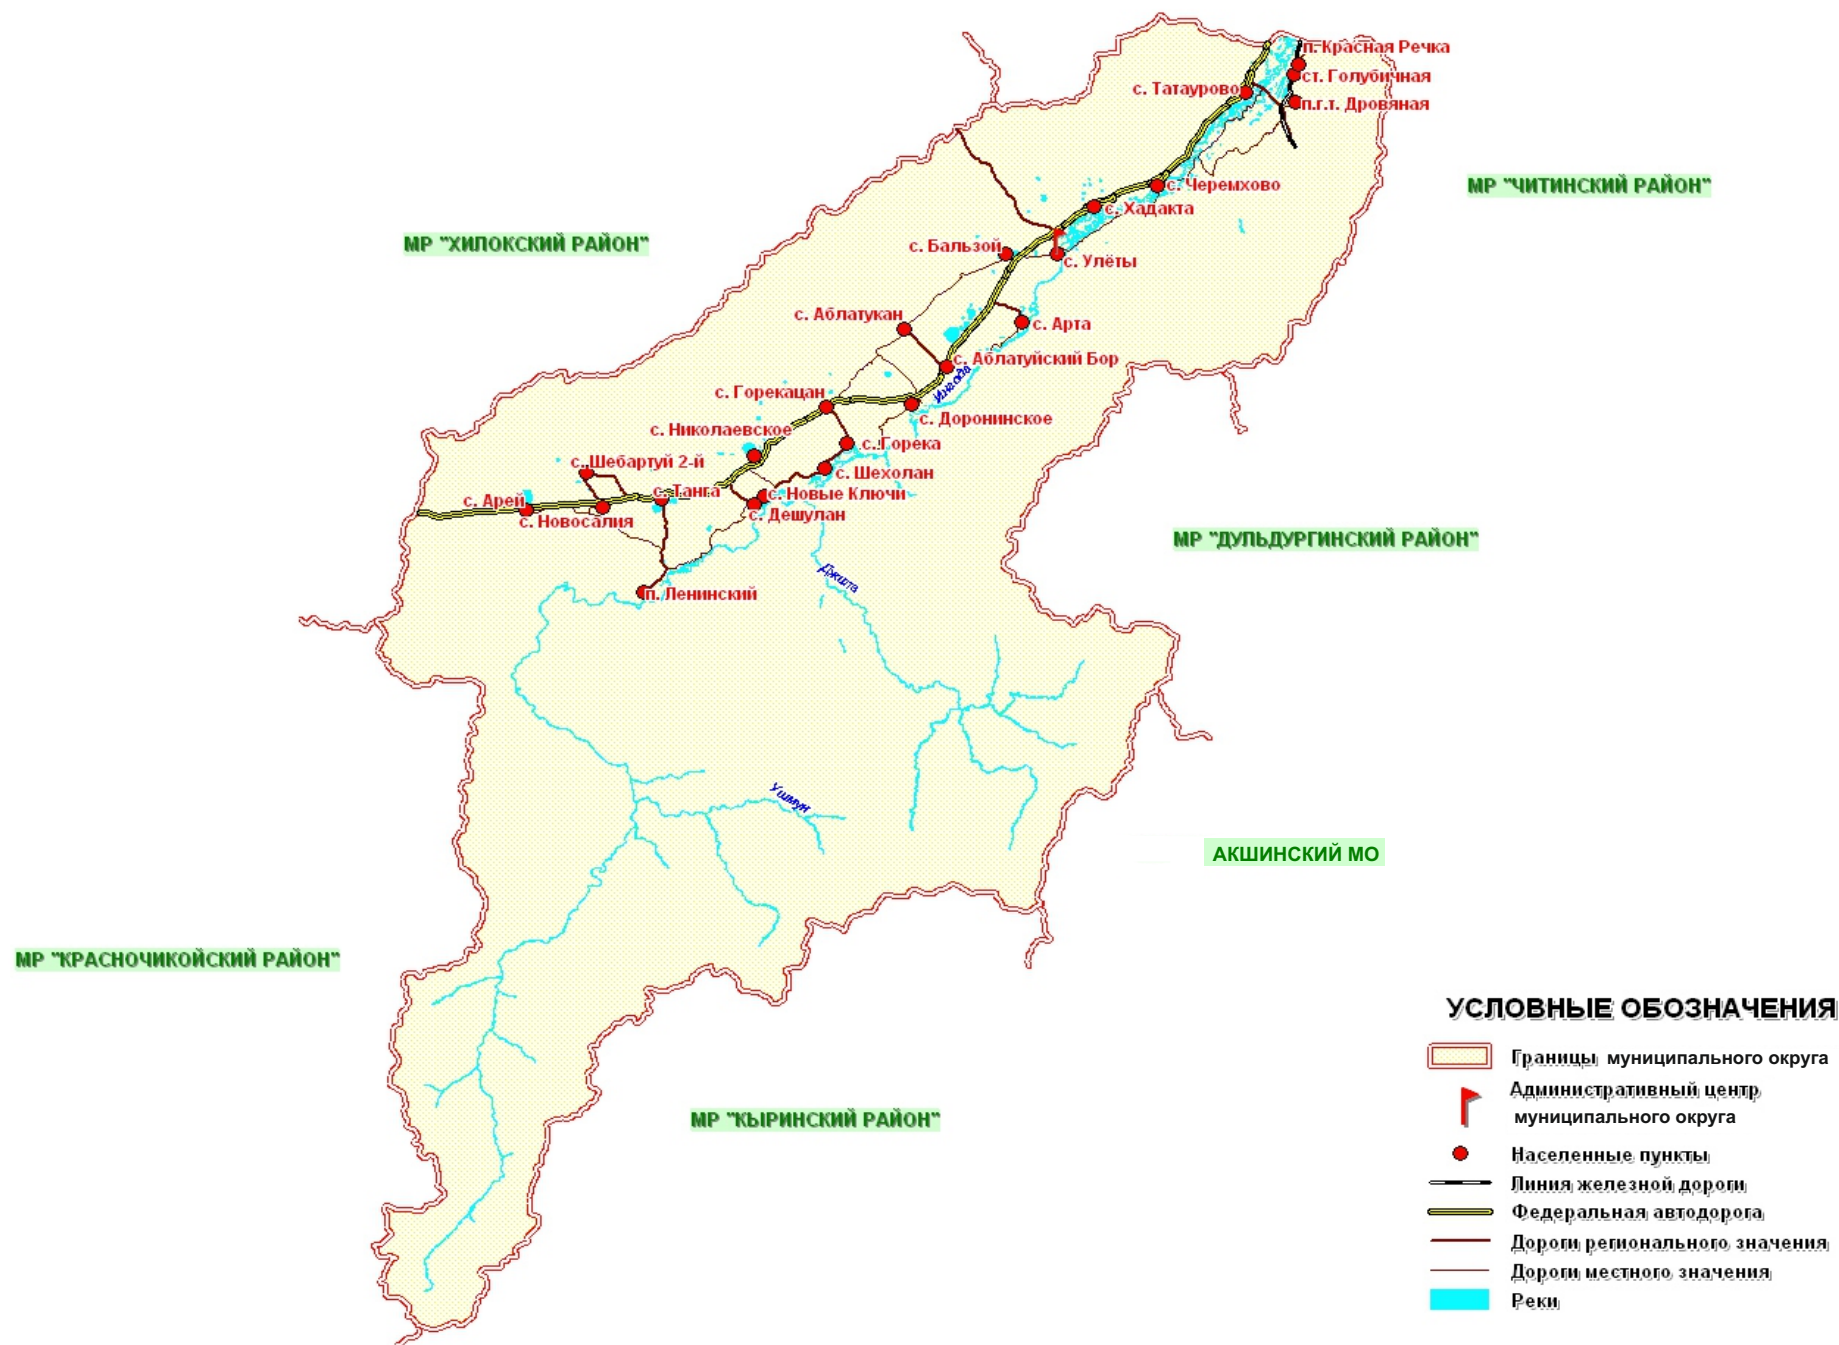 п. Красная Речка
ст. Голубичная
с. Татаурово
п.г.т. Дровяная
с. Черемхово
МР "ЧИТИНСКИЙ РАЙОН"
с. Хадакта
МР "ХИЛОКСКИЙ РАЙОН"
с. Бальзой
с. Улёты
с. Аблатукан
с. Арта
с. Аблатуйский Бор
Ингода
с. Горекацан
с. Доронинское
с. Николаевское
с. Горека
с. Шебартуй 2-й
с. Шехолан
с. Танга
с. Новые Ключи
с. Арей
с. Новосалия
с. Дешулан
МР "ДУЛЬДУРГИНСКИЙ РАЙОН"
п. Ленинский
Ушмун
АКШИНСКИЙ МО
МР "КРАСНОЧИКОЙСКИЙ РАЙОН"
МР "КЫРИНСКИЙ РАЙОН"
УСЛОВНЫЕ ОБОЗНАЧЕНИЯ
Границы муниципального округа
Административный центр
муниципального округа
Населенные пункты
Линия железной дороги
Федеральная автодорога
Дороги регионального значения
Дороги местного значения
Реки